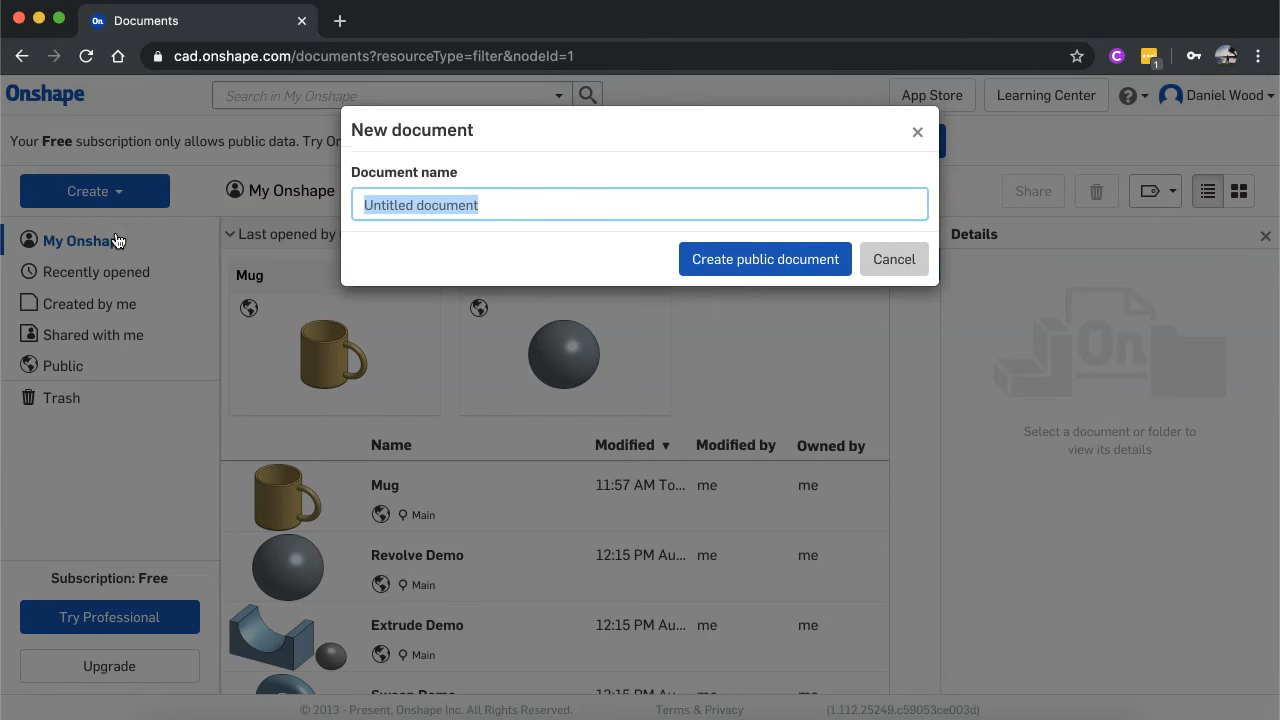 Documents
cad.onshape.com/documents?resourceType=filter&nodeId=1
1
Onshape
Search in My Onshape
App Store
Learning Center
Daniel Wood
Your Free subscription only allows public data. Try On
New document
Document name
Untitled document
Create public document
Cancel
Create
My Onshape
Share
My Onshap
Recently opened
Created by me
Shared with me
Public
Trash
Last opened by
Details
Mug
Select a document or folder to
view its details
Name
Modified ▼
Modified by
Owned by
Mug
11:57 AM To...
me
me
Main
Revolve Demo
12:15 PM Au...
me
me
Main
Extrude Demo
12:15 PM Au...
me
me
Main
Subscription: Free
Try Professional
Upgrade
© 2013 - Present, Onshape Inc. All Rights Reserved.
Terms & Privacy
(1.112.25249.c59053ce003d)